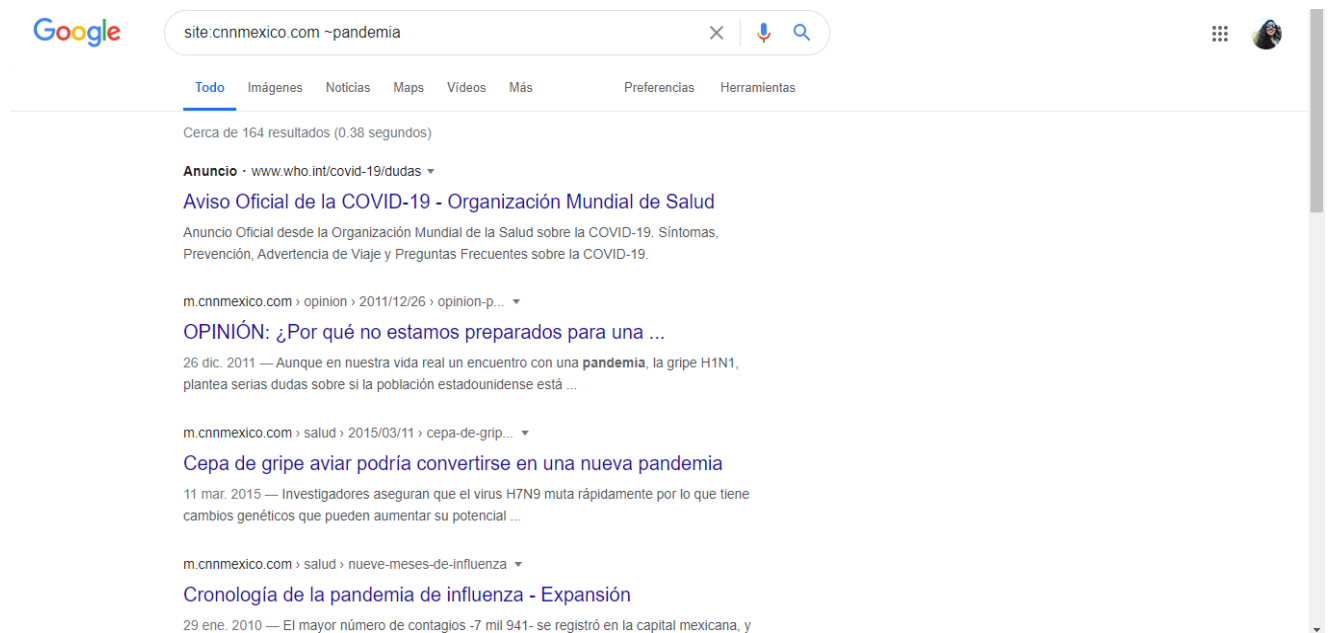 Google
site:cnnmexico.com ~pandemia
Todo Imágenes Noticias Maps Vídeos Más Preferencias Herramientas
Cerca de 164 resultados (0.38 segundos)
Anuncio · www.who.int/covid-19/dudas
Aviso Oficial de la COVID-19 - Organización Mundial de Salud
Anuncio Oficial desde la Organización Mundial de la Salud sobre la COVID-19. Síntomas,
Prevención, Advertencia de Viaje y Preguntas Frecuentes sobre la COVID-19.
m.cnnmexico.com › opinion › 2011/12/26 › opinion-p...
OPINIÓN: ¿Por qué no estamos preparados para una ...
26 dic. 2011 — Aunque en nuestra vida real un encuentro con una pandemia, la gripe H1N1,
plantea serias dudas sobre si la población estadounidense está ...
m.cnnmexico.com › salud › 2015/03/11 › cepa-de-grip...
Cepa de gripe aviar podría convertirse en una nueva pandemia
11 mar. 2015 — Investigadores aseguran que el virus H7N9 muta rápidamente por lo que tiene
cambios genéticos que pueden aumentar su potencial ...
m.cnnmexico.com › salud › nueve-meses-de-influenza
Cronología de la pandemia de influenza - Expansión
29 ene. 2010 — El mayor número de contagios -7 mil 941- se registró en la capital mexicana, y